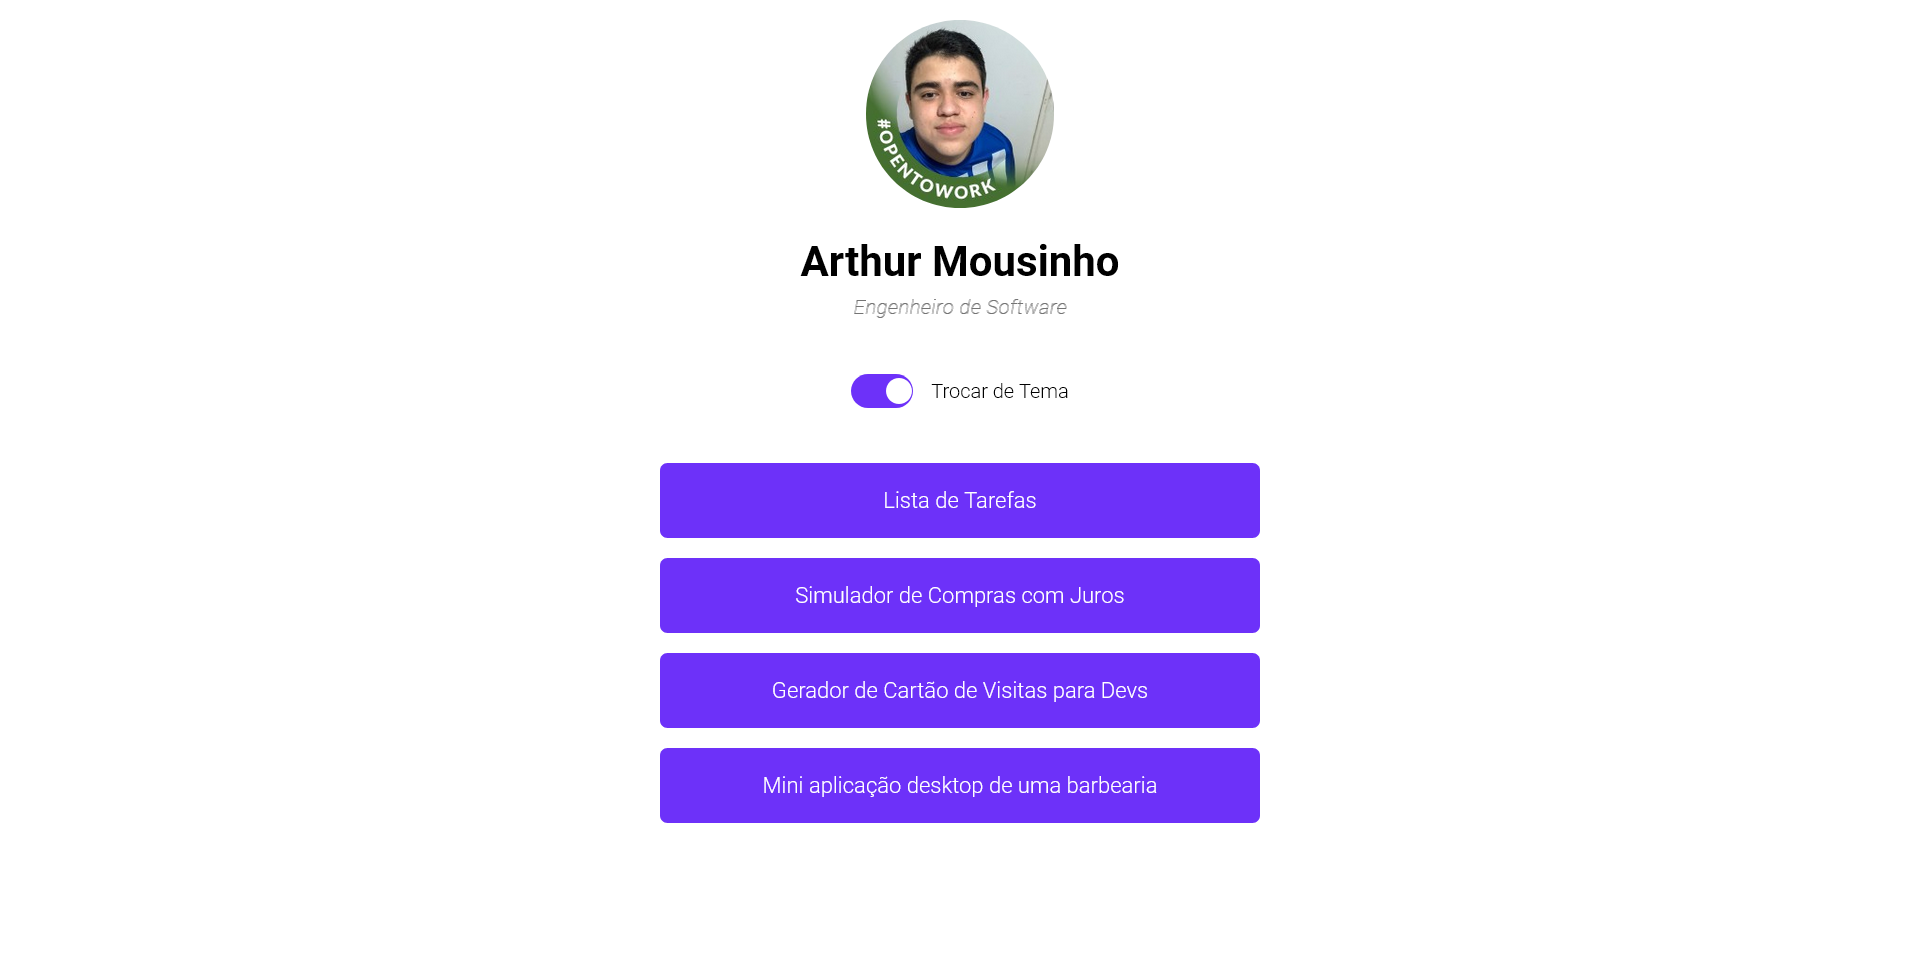 #OPENTOWORK
Arthur Mousinho
Engenheiro de Software
Trocar de Tema
Lista de Tarefas
Simulador de Compras com Juros
Gerador de Cartão de Visitas para Devs
Mini aplicação desktop de uma barbearia